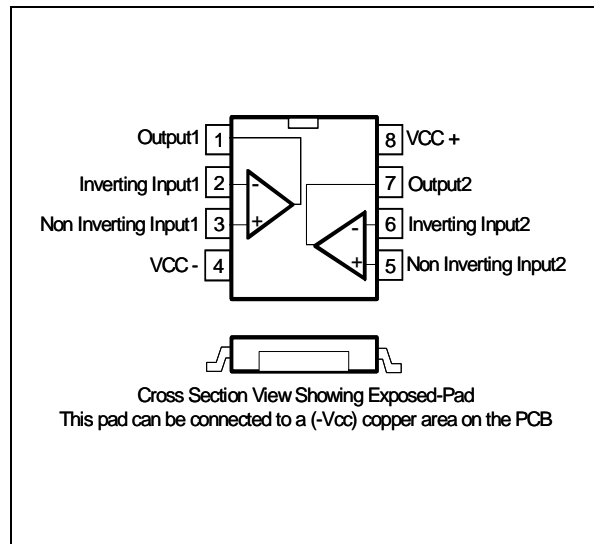 Output1 1 8 VCC +
Inverting Input1 2 - 7 Output2
Non Inverting Input1 3 + - 6 Inverting Input2
VCC - 4 + 5 Non Inverting Input2
Cross Section View Showing Exposed-Pad
This pad can be connected to a (-Vcc) copper area on the PCB